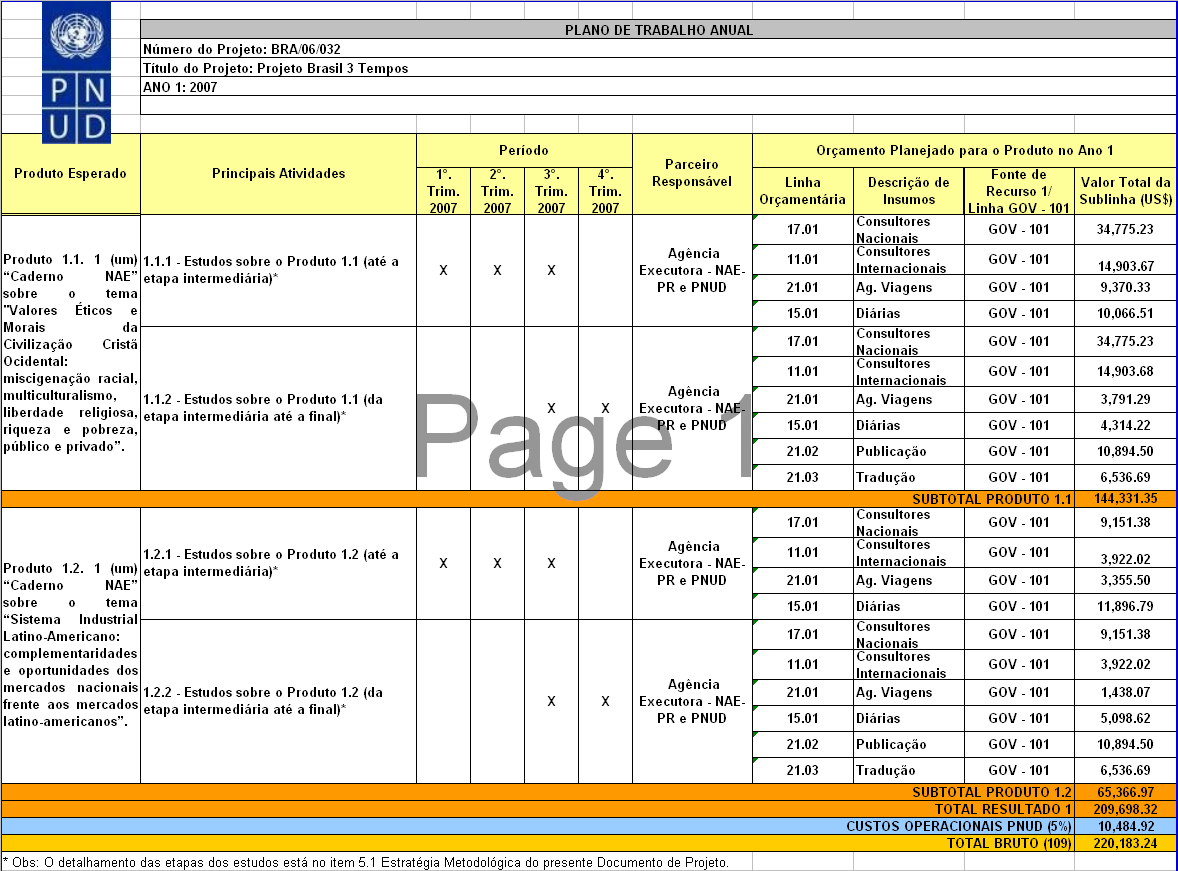 PLANO DE TRABALHO ANUAL
P N
U D
Número do Projeto: BRA/06/032
Título do Projeto: Projeto Brasil 3 Tempos
ANO 1: 2007
Produto Esperado
Principais Atividades
Período
Parceiro
Responsável
Orçamento Planejado para o Produto no Ano 1
1°.
Trim.
2007
2°.
Trim.
2007
3°.
Trim.
2007
4°.
Trim.
2007
Linha
Orçamentária
Descrição de
Insumos
Fonte de
Recurso 1/
Linha GOV - 101
Valor Total da
Sublinha (US$)
Produto 1.1. 1 (um)
“Caderno NAE”
sobre o tema
"Valores Éticos e
Morais da
Civilização Cristã
Ocidental:
miscigenação racial,
multiculturalismo,
liberdade religiosa,
riqueza e pobreza,
público e privado”.
1.1.1 - Estudos sobre o Produto 1.1 (até a
etapa intermediária)*
X X X
Agência
Executora - NAE-
PR e PNUD
17.01 Consultores
Nacionais GOV - 101 34,775.23
11.01 Consultores
Internacionais GOV - 101 14,903.67
21.01 Ag. Viagens GOV - 101 9,370.33
15.01 Diárias GOV - 101 10,066.51
1.1.2 - Estudos sobre o Produto 1.1 (da
etapa intermediária até a final)*
X X
Agência
Executora - NAE-
PR e PNUD
17.01 Consultores
Nacionais GOV - 101 34,775.23
11.01 Consultores
Internacionais GOV - 101 14,903.68
21.01 Ag. Viagens GOV - 101 3,791.29
15.01 Diárias GOV - 101 4,314.22
21.02 Publicação GOV - 101 10,894.50
21.03 Tradução GOV - 101 6,536.69
Page 1
SUBTOTAL PRODUTO 1.1 144,331.35
Produto 1.2. 1 (um)
“Caderno NAE”
sobre o tema
“Sistema Industrial
Latino-Americano:
complementaridades
e oportunidades dos
mercados nacionais
frente aos mercados
latino-americanos”.
1.2.1 - Estudos sobre o Produto 1.2 (até a
etapa intermediária)*
X X X
Agência
Executora - NAE-
PR e PNUD
17.01 Consultores
Nacionais GOV - 101 9,151.38
11.01 Consultores
Internacionais GOV - 101 3,922.02
21.01 Ag. Viagens GOV - 101 3,355.50
15.01 Diárias GOV - 101 11,896.79
1.2.2 - Estudos sobre o Produto 1.2 (da
etapa intermediária até a final)*
X X
Agência
Executora - NAE-
PR e PNUD
17.01 Consultores
Nacionais GOV - 101 9,151.38
11.01 Consultores
Internacionais GOV - 101 3,922.02
21.01 Ag. Viagens GOV - 101 1,438.07
15.01 Diárias GOV - 101 5,098.62
21.02 Publicação GOV - 101 10,894.50
21.03 Tradução GOV - 101 6,536.69
SUBTOTAL PRODUTO 1.2 65,366.97
TOTAL RESULTADO 1 209,698.32
CUSTOS OPERACIONAIS PNUD (5%) 10,484.92
TOTAL BRUTO (109) 220,183.24
* Obs: O detalhamento das etapas dos estudos está no item 5.1 Estratégia Metodológica do presente Documento de Projeto.